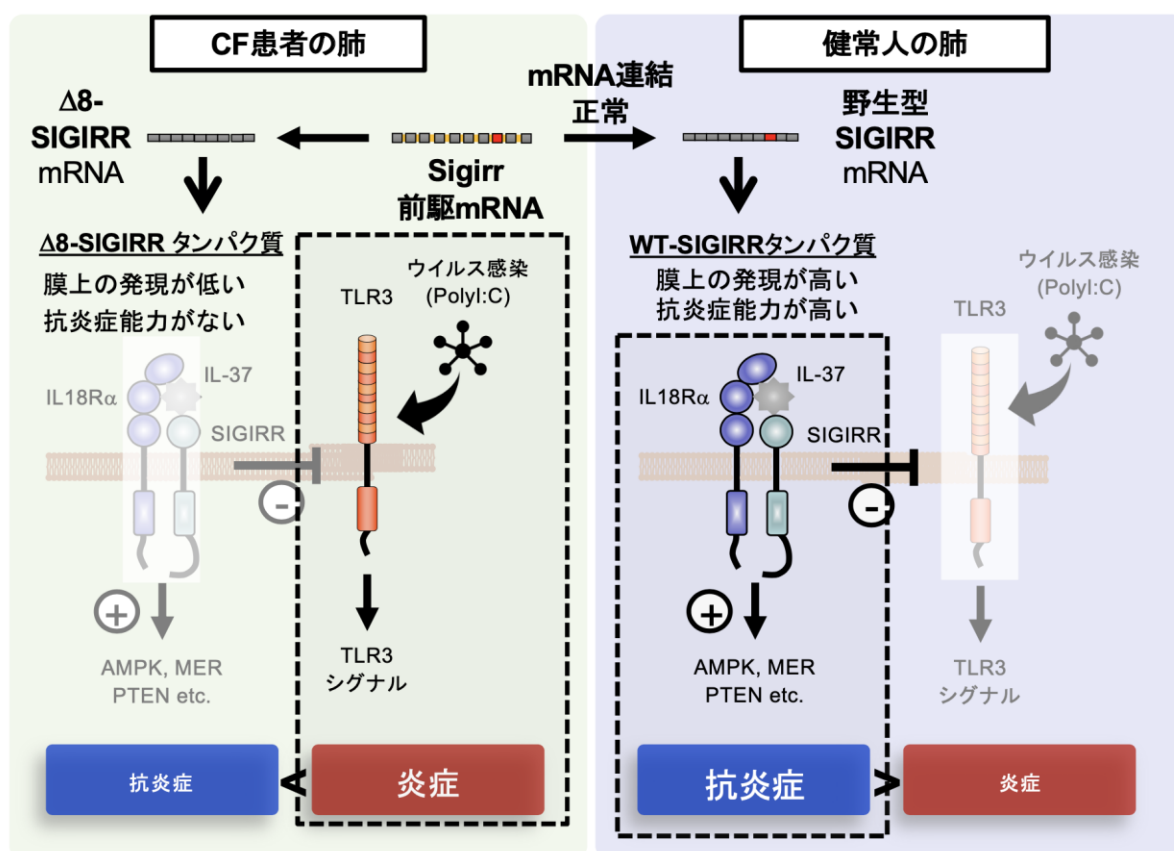 CF患者の肺
健常人の肺
Δ8-
SIGIRR
mRNA
mRNA連結
正常
野生型
SIGIRR
mRNA
Sigirr
前駆mRNA
Δ8-SIGIRR タンパク質
膜上の発現が低い
抗炎症能力がない
ウイルス感染
(PolyI:C)
TLR3
IL-37
IL18Rα
SIGIRR
-
+
AMPK, MER
PTEN etc.
TLR3
シグナル
抗炎症
<
炎症
WT-SIGIRRタンパク質
膜上の発現が高い
抗炎症能力が高い
ウイルス感染
(PolyI:C)
TLR3
IL-37
IL18Rα
SIGIRR
-
+
AMPK, MER
PTEN etc.
TLR3
シグナル
抗炎症
>
炎症